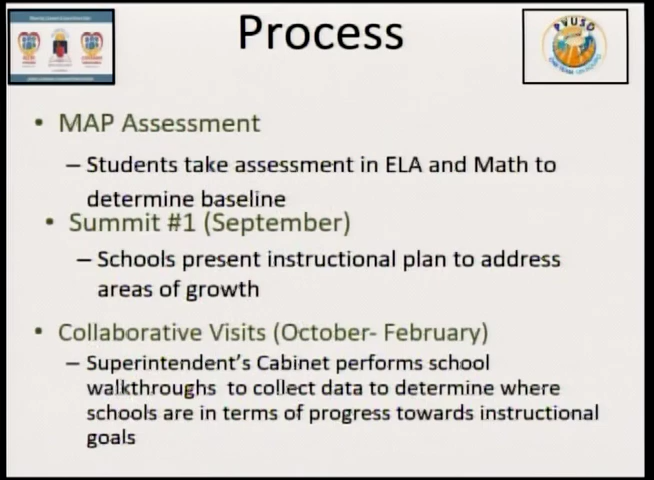 Process
PVUSD
• MAP Assessment
– Students take assessment in ELA and Math to
determine baseline
• Summit #1 (September)
– Schools present instructional plan to address
areas of growth
• Collaborative Visits (October- February)
– Superintendent's Cabinet performs school
walkthroughs to collect data to determine where
schools are in terms of progress towards instructional
goals